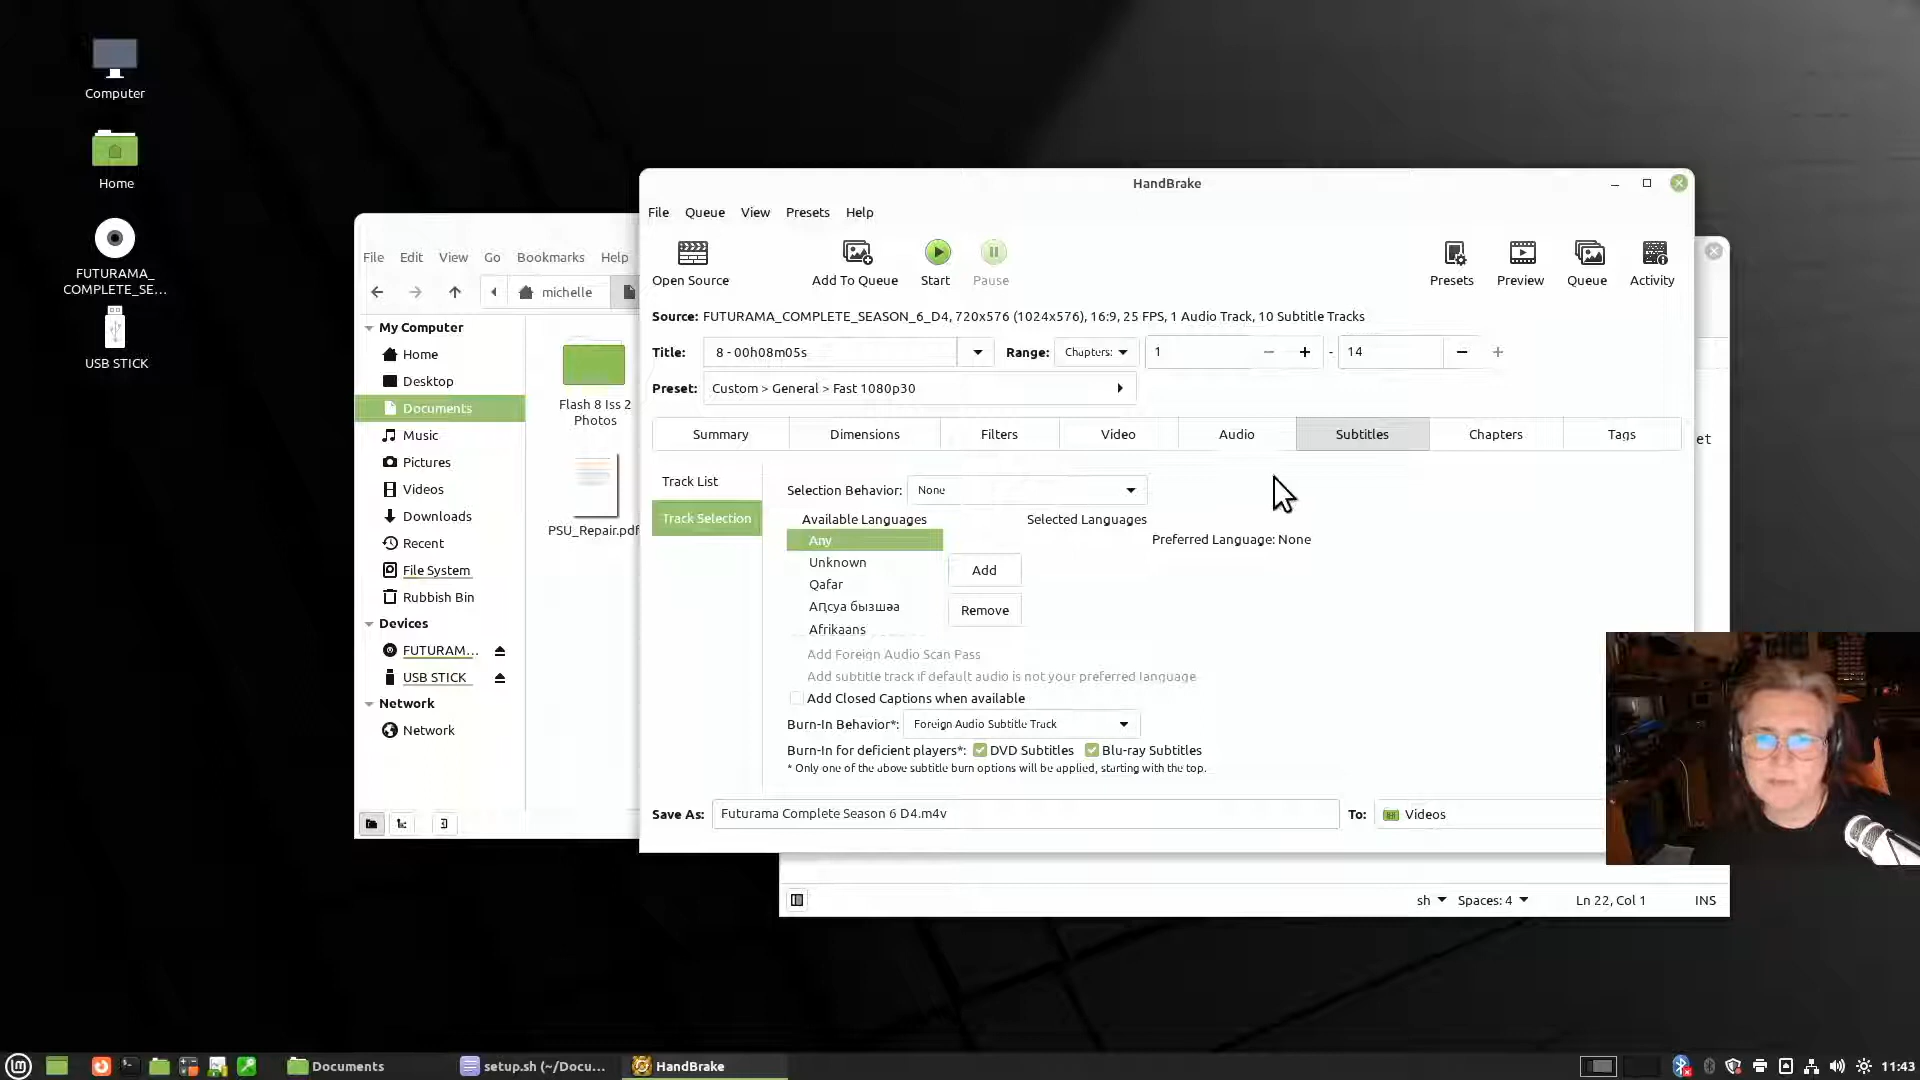 Computer
Home
FUTURAMA_
COMPLETE_SE...
USB STICK
File Edit View Go Bookmarks Help
michelle
My Computer
Home
Desktop
Documents
Music
Pictures
Videos
Downloads
Recent
File System
Rubbish Bin
Devices
FUTURAM...
USB STICK
Network
Network
Flash 8 Iss 2
Photos
PSU_Repair.pdf
HandBrake
File Queue View Presets Help
Open Source Add To Queue Start Pause Presets Preview Queue Activity
Source: FUTURAMA_COMPLETE_SEASON_6_D4, 720x576 (1024x576), 16:9, 25 FPS, 1 Audio Track, 10 Subtitle Tracks
Title: 8 - 00h08m05s Range: Chapters: 1 - 14
Preset: Custom > General > Fast 1080p30
Summary Dimensions Filters Video Audio Subtitles Chapters Tags
Track List
Track Selection
Selection Behavior: None
Available Languages Selected Languages
Preferred Language: None
Any
Unknown
Qafar
Аҧсуа бызшәа
Afrikaans
Add
Remove
Add Foreign Audio Scan Pass
Add subtitle track if default audio is not your preferred language
Add Closed Captions when available
Burn-In Behavior*: Foreign Audio Subtitle Track
Burn-In for deficient players*: DVD Subtitles Blu-ray Subtitles
* Only one of the above subtitle burn options will be applied, starting with the top.
Save As: Futurama Complete Season 6 D4.m4v To: Videos
et
sh Spaces: 4 Ln 22, Col 1 INS
Documents setup.sh (~/Docu... HandBrake 11:43